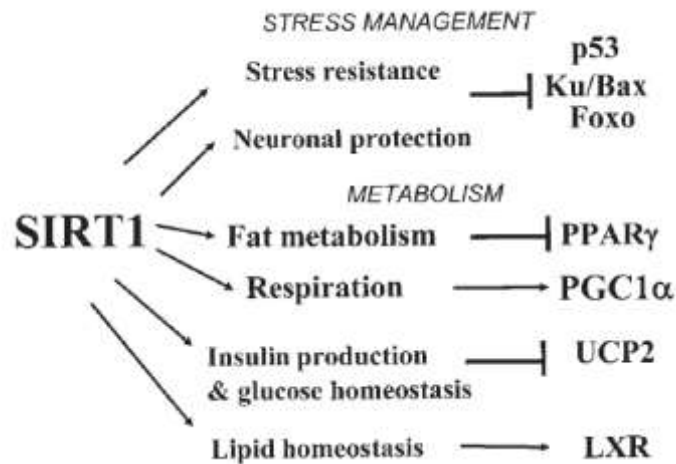 STRESS MANAGEMENT
Stress resistance
p53
Ku/Bax
Foxo
Neuronal protection
METABOLISM
SIRT1
Fat metabolism
PPARγ
Respiration
PGC1α
Insulin production
& glucose homeostasis
UCP2
Lipid homeostasis
LXR